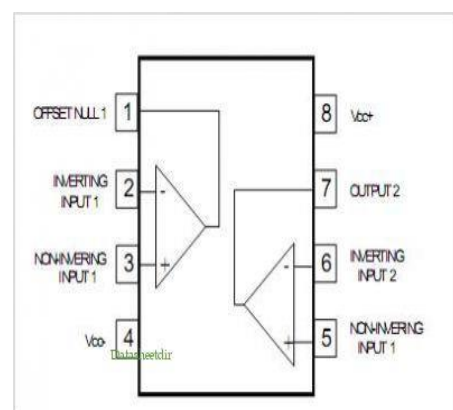 OFFSET NULL 1
1
INVERTING
INPUT 1
2
NON-INVERING
INPUT 1
3
Vcc-
4
Datasheetdir
8
Vcc+
7
OUTPUT 2
6
INVERTING
INPUT 2
5
NON-INVERING
INPUT 1
-
+
-
+